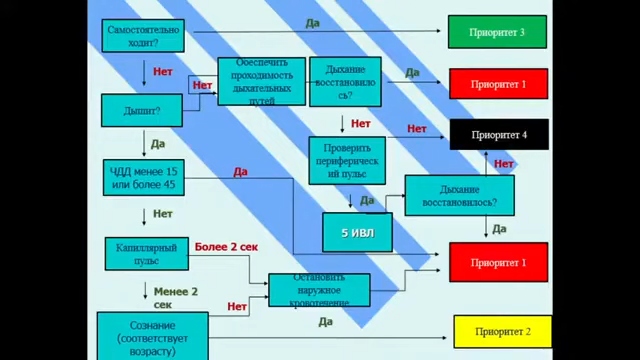 Самостоятельно
ходит?
Да
Приоритет 3
Нет
Обеспечить
проходимость
дыхательных
путей
Дыхание
восстановило
сь?
Да
Приоритет 1
Нет
Дышит?
Нет
Нет
Приоритет 4
Да
Проверить
периферическ
ий пульс
Нет
ЧДД менее 15
или более 45
Да
Да
Дыхание
восстановилось?
Нет
5 ИВЛ
Да
Капиллярный
пульс
Более 2 сек
Приоритет 1
Менее 2
сек
Остановить
наружное
кровотечение
Нет
Сознание
(соответствует
возрасту)
Да
Приоритет 2